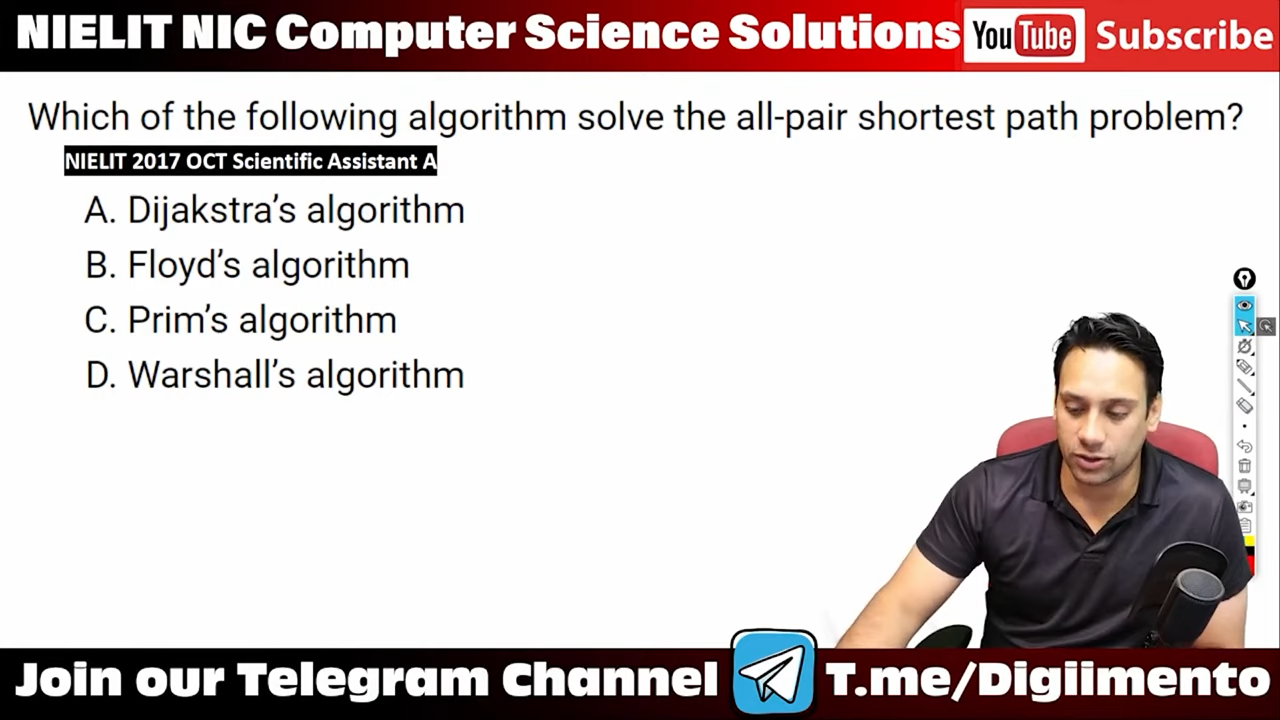 NIELIT NIC Computer Science Solutions YouTube Subscribe
Which of the following algorithm solve the all-pair shortest path problem?
NIELIT 2017 OCT Scientific Assistant A
A. Dijakstra's algorithm
B. Floyd's algorithm
C. Prim's algorithm
D. Warshall's algorithm
Join our Telegram Channel T.me/Digiimento